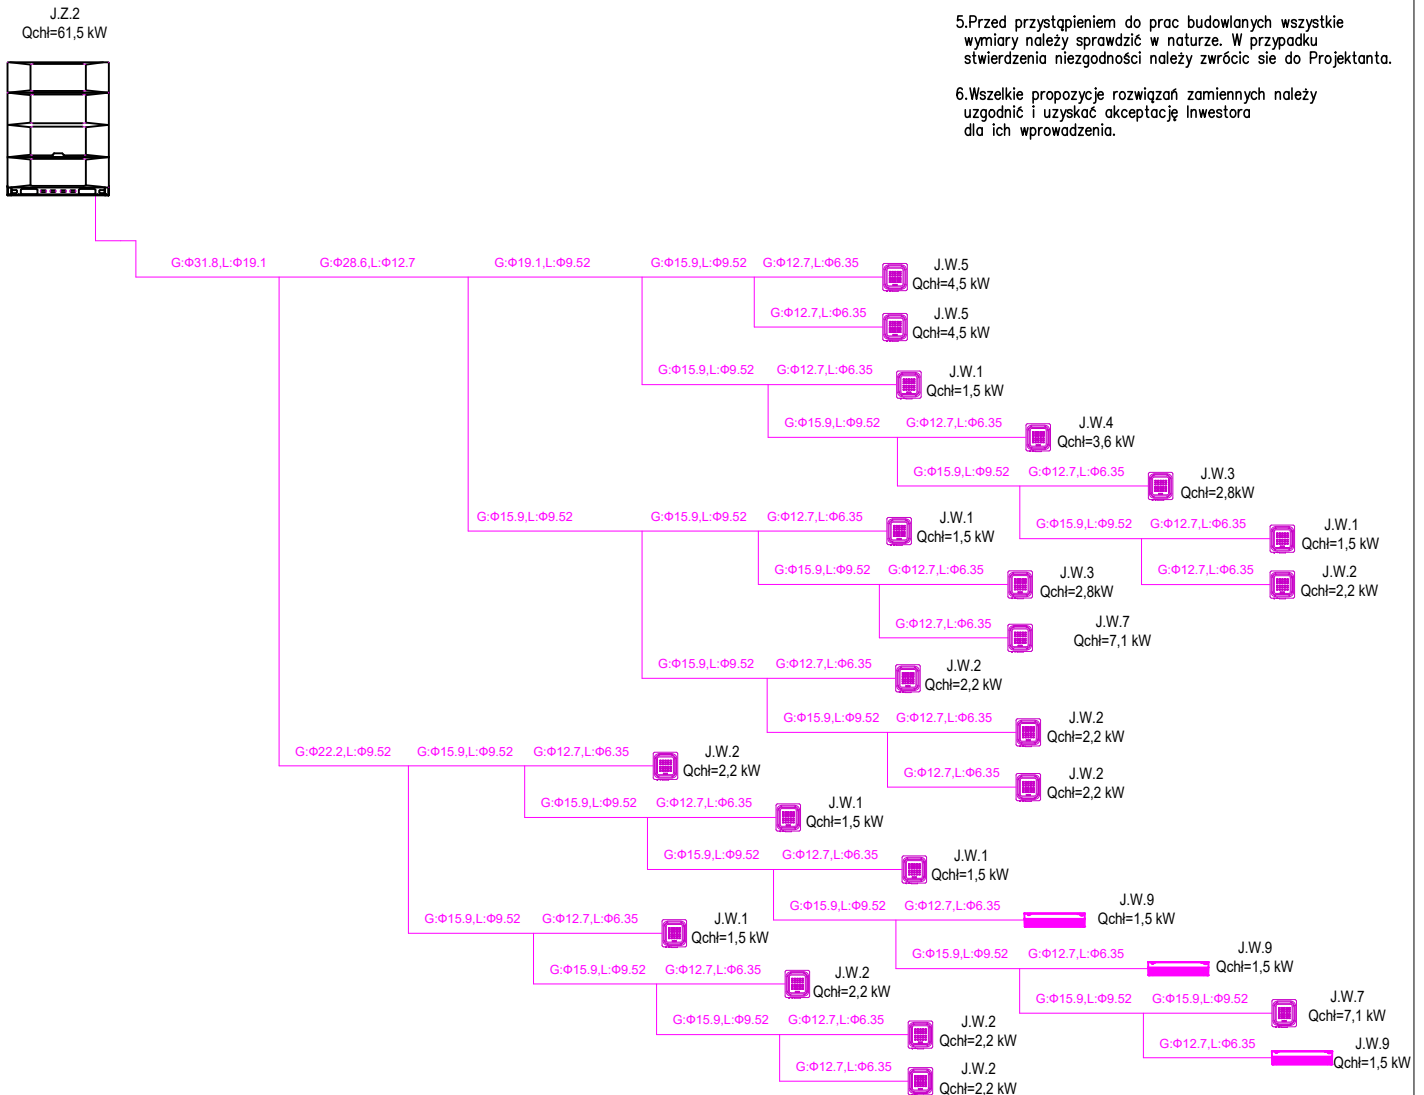 J.Z.2
Qchł=61,5 kW
5.Przed przystąpieniem do prac budowlanych wszystkie
wymiary należy sprawdzić w naturze. W przypadku
stwierdzenia niezgodności należy zwrócic sie do Projektanta.
6.Wszelkie propozycje rozwiązań zamiennych należy
uzgodnić i uzyskać akceptację Inwestora
dla ich wprowadzenia.
G:Φ31.8,L:Φ19.1 G:Φ28.6,L:Φ12.7 G:Φ19.1,L:Φ9.52 G:Φ15.9,L:Φ9.52 G:Φ12.7,L:Φ6.35
J.W.5
Qchł=4,5 kW
G:Φ12.7,L:Φ6.35
J.W.5
Qchł=4,5 kW
G:Φ15.9,L:Φ9.52 G:Φ12.7,L:Φ6.35
J.W.1
Qchł=1,5 kW
G:Φ15.9,L:Φ9.52 G:Φ12.7,L:Φ6.35
J.W.4
Qchł=3,6 kW
G:Φ15.9,L:Φ9.52 G:Φ12.7,L:Φ6.35
J.W.3
Qchł=2,8kW
G:Φ15.9,L:Φ9.52 G:Φ12.7,L:Φ6.35
J.W.1
Qchł=1,5 kW
G:Φ12.7,L:Φ6.35
J.W.2
Qchł=2,2 kW
G:Φ15.9,L:Φ9.52 G:Φ15.9,L:Φ9.52 G:Φ12.7,L:Φ6.35
J.W.1
Qchł=1,5 kW
G:Φ15.9,L:Φ9.52 G:Φ12.7,L:Φ6.35
J.W.3
Qchł=2,8kW
G:Φ12.7,L:Φ6.35
J.W.7
Qchł=7,1 kW
G:Φ15.9,L:Φ9.52 G:Φ12.7,L:Φ6.35
J.W.2
Qchł=2,2 kW
G:Φ15.9,L:Φ9.52 G:Φ12.7,L:Φ6.35
J.W.2
Qchł=2,2 kW
G:Φ12.7,L:Φ6.35
J.W.2
Qchł=2,2 kW
G:Φ22.2,L:Φ9.52 G:Φ15.9,L:Φ9.52 G:Φ12.7,L:Φ6.35
J.W.2
Qchł=2,2 kW
G:Φ15.9,L:Φ9.52 G:Φ12.7,L:Φ6.35
J.W.1
Qchł=1,5 kW
G:Φ15.9,L:Φ9.52 G:Φ12.7,L:Φ6.35
J.W.1
Qchł=1,5 kW
G:Φ15.9,L:Φ9.52 G:Φ12.7,L:Φ6.35
J.W.9
Qchł=1,5 kW
G:Φ15.9,L:Φ9.52 G:Φ12.7,L:Φ6.35
J.W.9
Qchł=1,5 kW
G:Φ15.9,L:Φ9.52 G:Φ15.9,L:Φ9.52
J.W.7
Qchł=7,1 kW
G:Φ12.7,L:Φ6.35
J.W.9
Qchł=1,5 kW
G:Φ15.9,L:Φ9.52 G:Φ12.7,L:Φ6.35
J.W.1
Qchł=1,5 kW
G:Φ15.9,L:Φ9.52 G:Φ12.7,L:Φ6.35
J.W.2
Qchł=2,2 kW
G:Φ15.9,L:Φ9.52 G:Φ12.7,L:Φ6.35
J.W.2
Qchł=2,2 kW
G:Φ12.7,L:Φ6.35
J.W.2
Qchł=2,2 kW